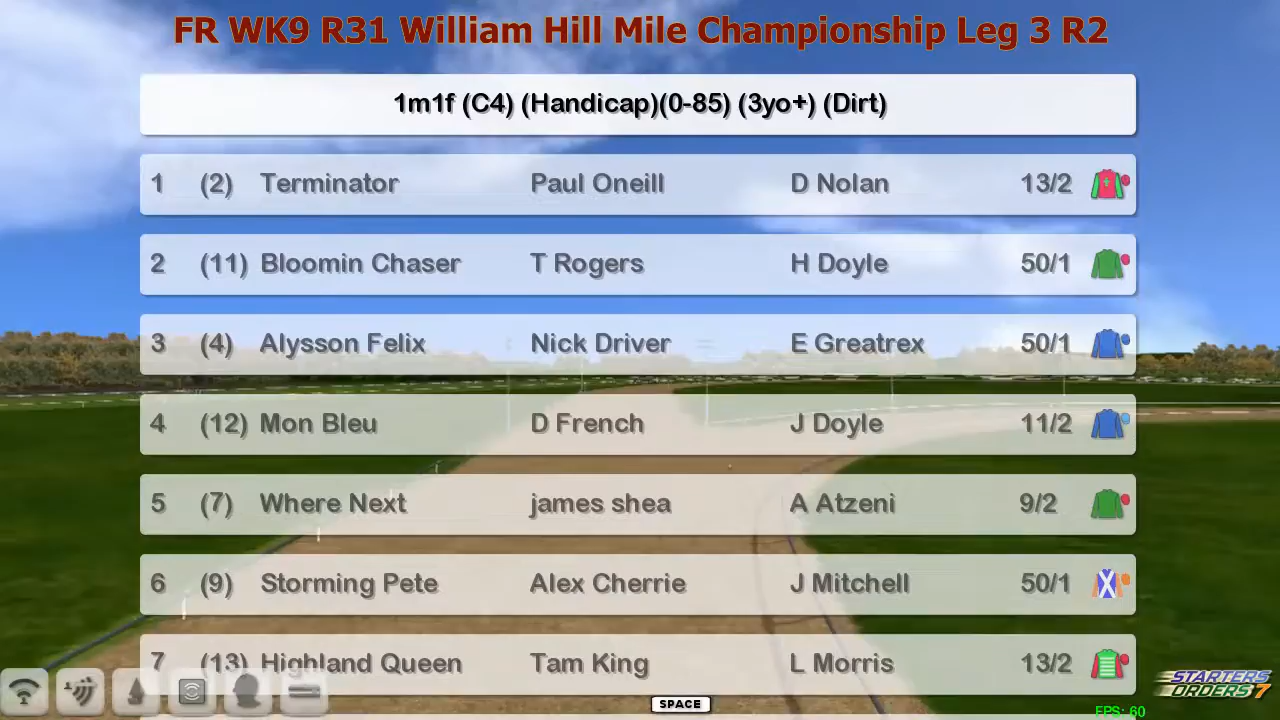 FR WK9 R31 William Hill Mile Championship Leg 3 R2
1m1f (C4) (Handicap)(0-85) (3yo+) (Dirt)
1 (2) Terminator Paul Oneill D Nolan 13/2
2 (11) Bloomin Chaser T Rogers H Doyle 50/1
3 (4) Alysson Felix Nick Driver E Greatrex 50/1
4 (12) Mon Bleu D French J Doyle 11/2
5 (7) Where Next james shea A Atzeni 9/2
6 (9) Storming Pete Alex Cherrie J Mitchell 50/1
7 (13) Highland Queen Tam King L Morris 13/2
STARTERS
ORDERS 7
SPACE
FPS: 60